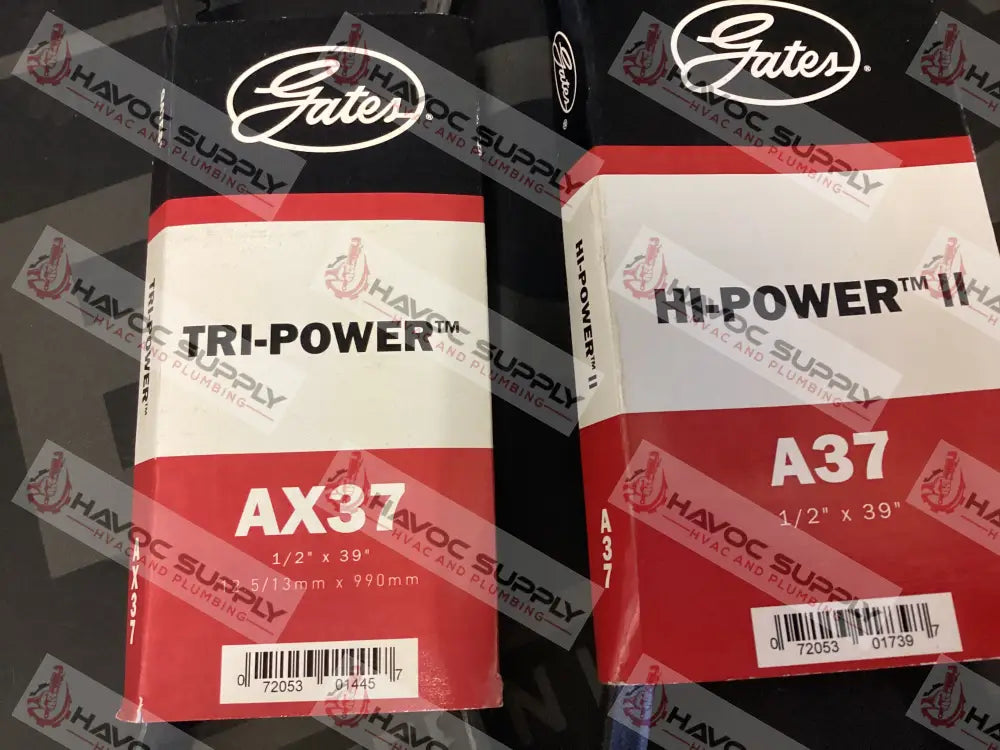 Gates®
TRI-POWER™
TRI-POWER™
AX37
1/2" x 39"
12.5/13mm x 990mm
AX37
0 72053 01445 7
Gates®
Gates®
HI-POWER™ II
HI-POWER™ II
A37
1/2" x 39"
A37
0 72053 01739 7
HAVOC SUPPLY
HVAC AND PLUMBING